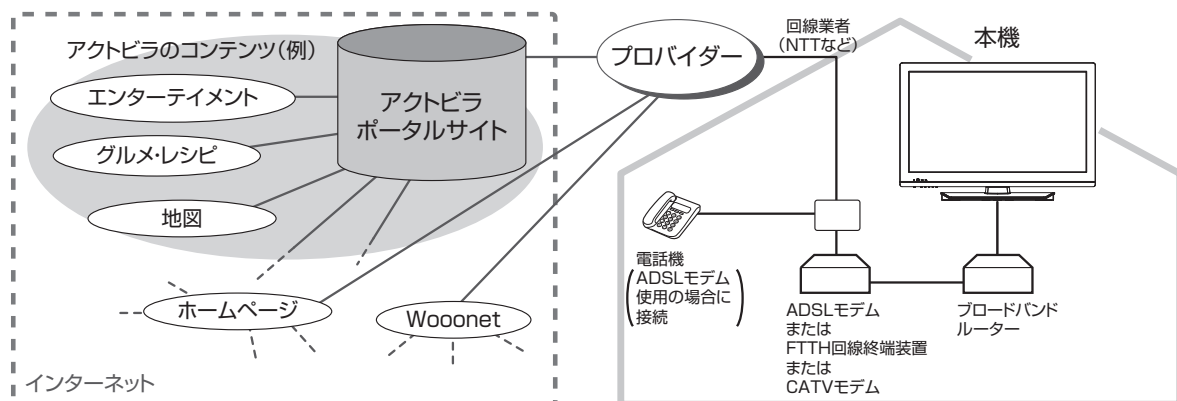 アクトビラのコンテンツ(例)
エンターテイメント
グルメ・レシピ
地図
アクトビラ
ポータルサイト
ホームページ
Wooonet
インターネット
プロバイダー
回線業者
(NTTなど)
本機
電話機
(ADSLモデム
使用の場合に
接続)
ADSLモデム
または
FTTH回線終端装置
または
CATVモデム
ブロードバンド
ルーター